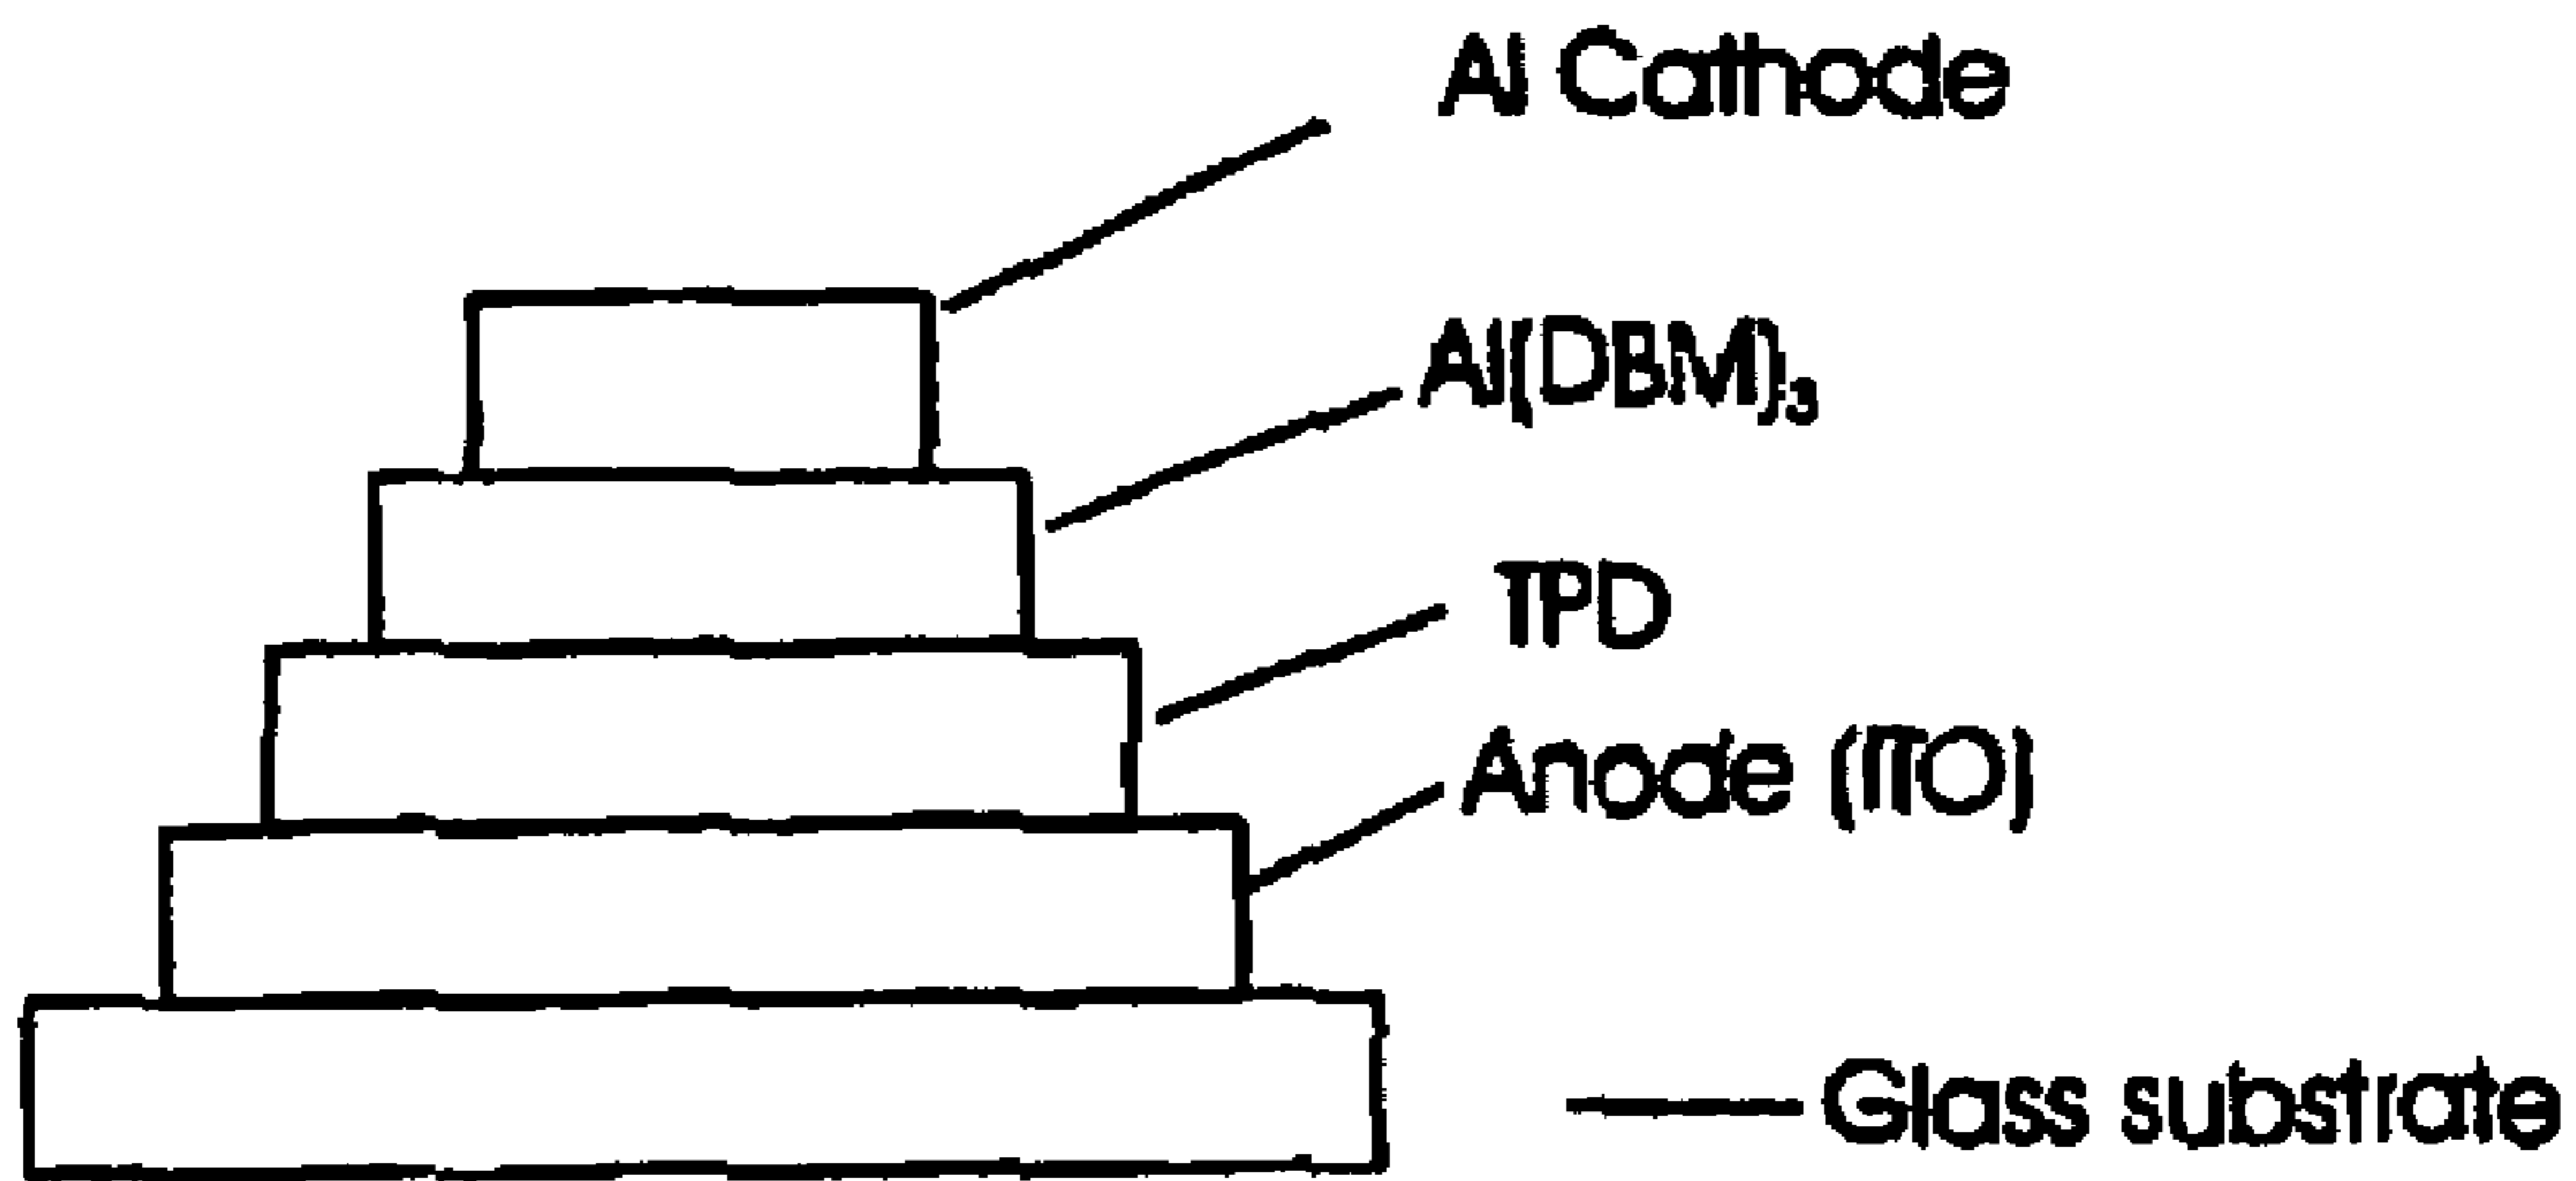 Al Cathode
Al(DBM)₃
TPD
Anode (ITO)
Glass substrate